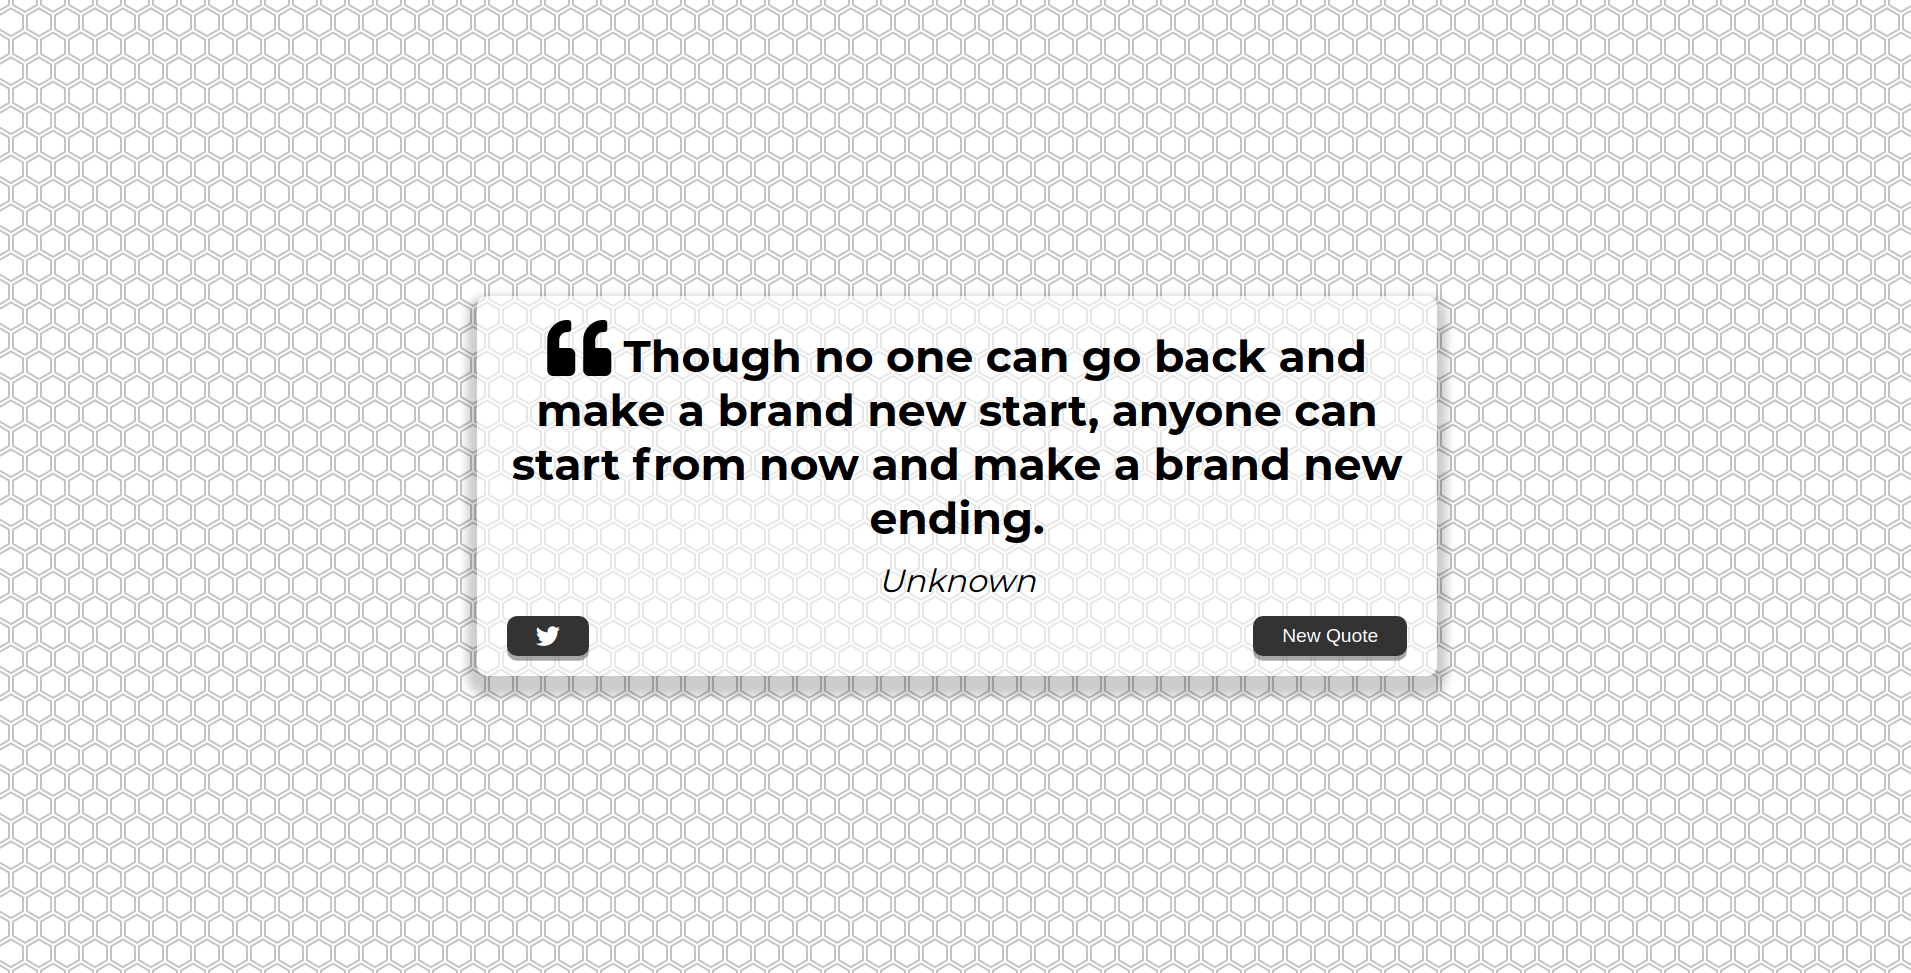 Though no one can go back and
make a brand new start, anyone can
start from now and make a brand new
ending.
Unknown
New Quote